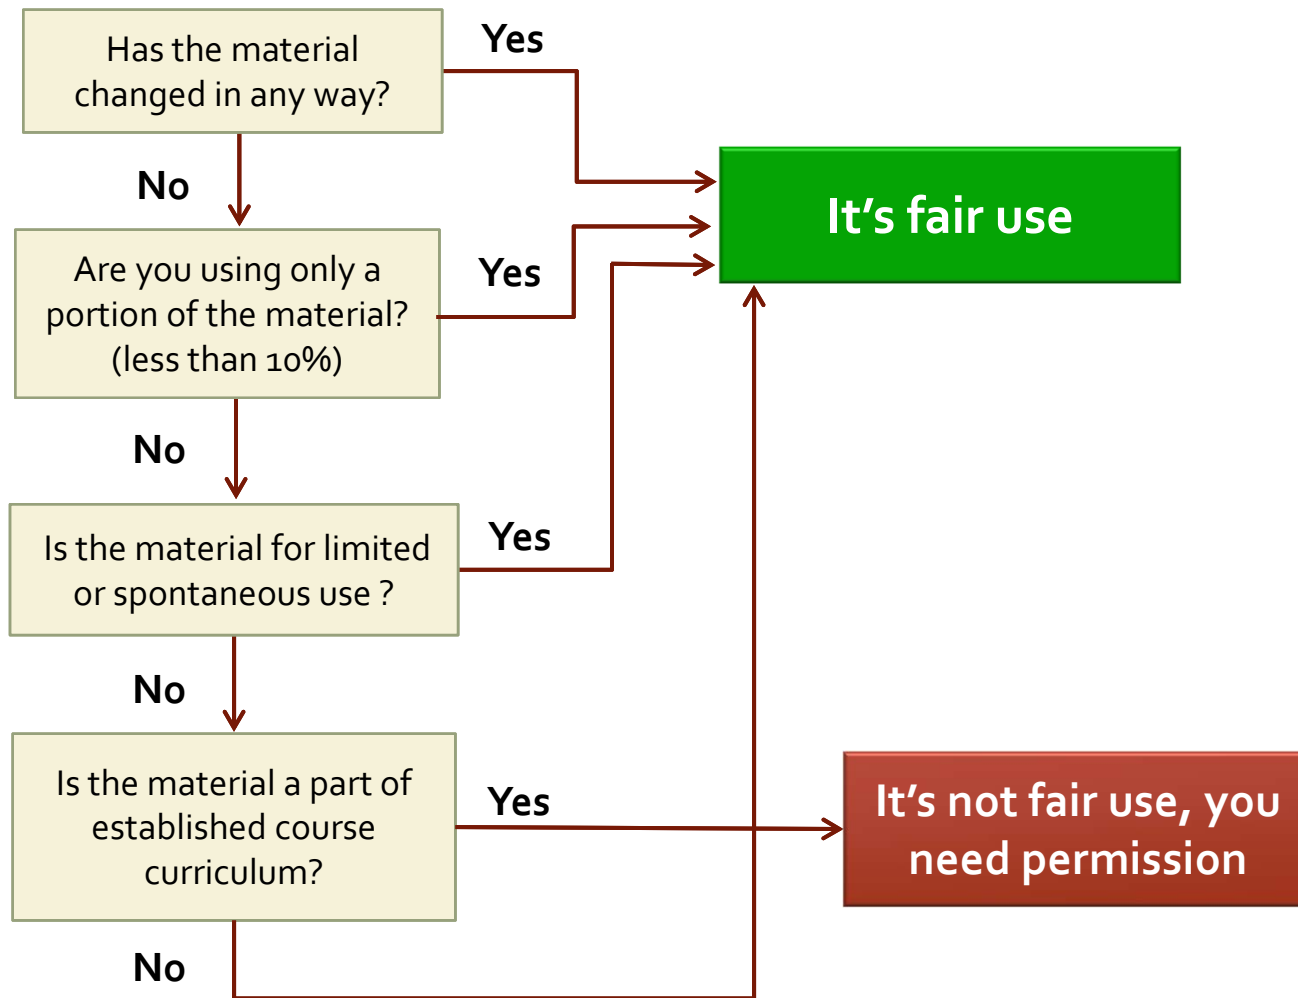 Has the material
changed in any way?
Yes
No
It's fair use
Are you using only a
portion of the material?
(less than 10%)
Yes
No
Is the material for limited
or spontaneous use ?
Yes
No
Is the material a part of
established course
curriculum?
Yes
It's not fair use, you
need permission
No